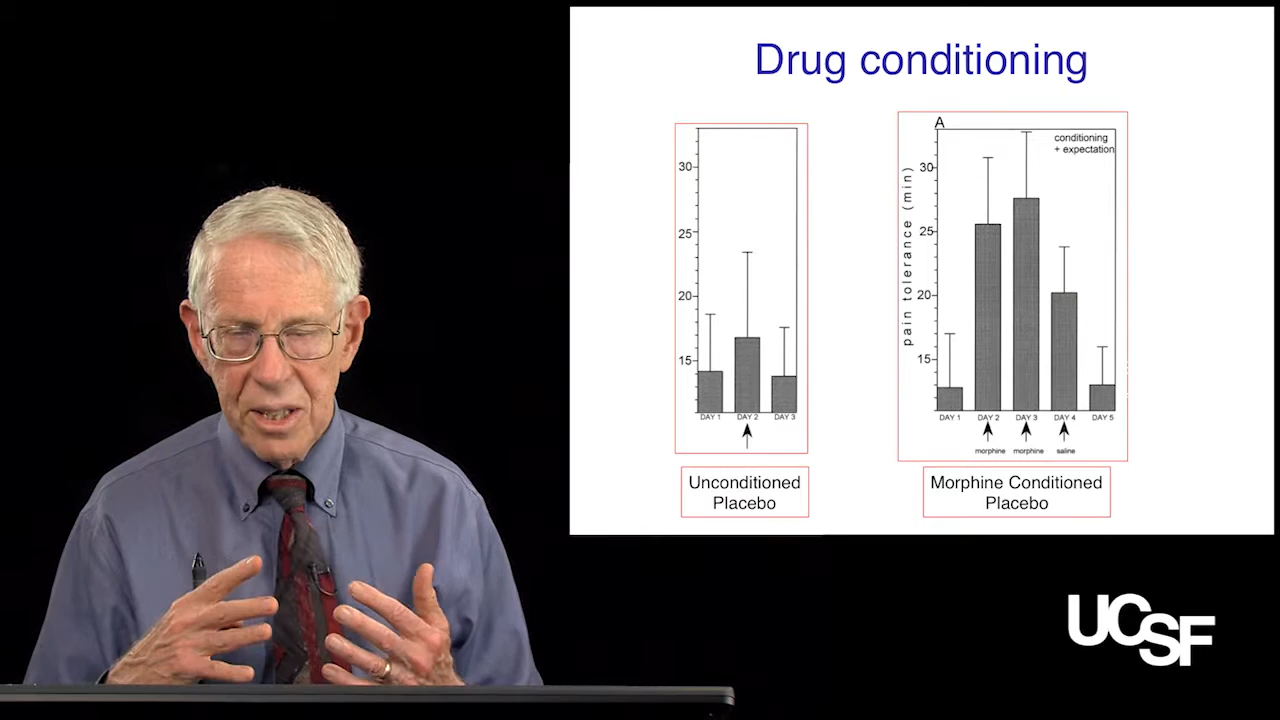 Drug conditioning
30
25
20
15
DAY 1 DAY 2 DAY 3
Unconditioned
Placebo
A
conditioning
+ expectation
pain tolerance (min)
30
25
20
15
DAY 1 DAY 2 DAY 3 DAY 4 DAY 5
morphine morphine saline
Morphine Conditioned
Placebo
UCSF